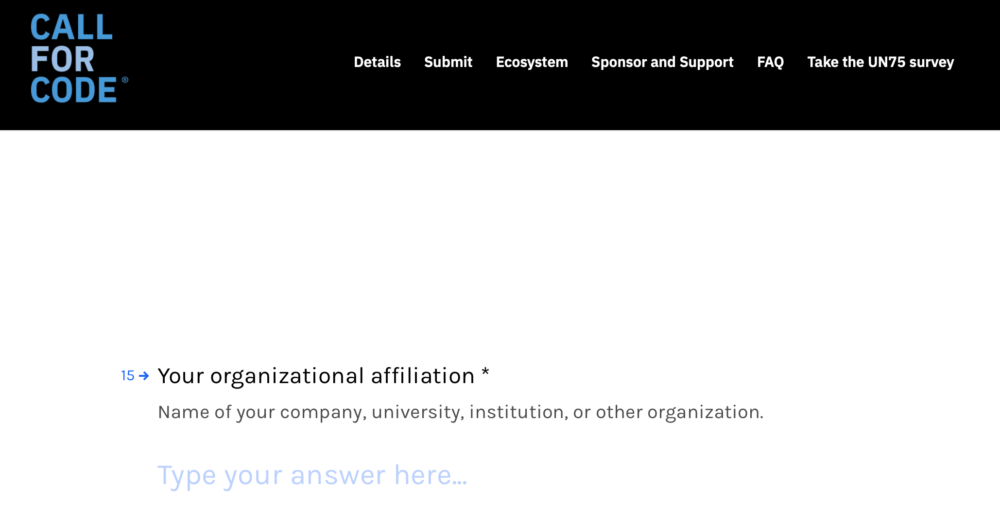 CALL
FOR
CODE ®
Details Submit Ecosystem Sponsor and Support FAQ Take the UN75 survey
15 → Your organizational affiliation *
Name of your company, university, institution, or other organization.
Type your answer here...